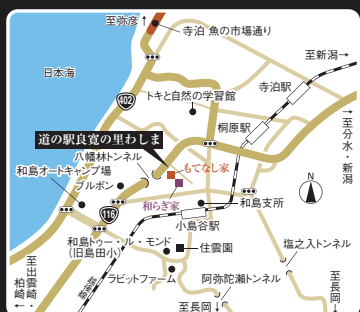 至弥彦↑
寺泊 魚の市場通り
至新潟→
日本海
寺泊駅
トキと自然の学習館
402
桐原駅
至分水・新潟
道の駅良寛の里わしま
八幡林トンネル
もてなし家
和島オートキャンプ場
ブルボン
和らぎ家
N
116
和島支所
小島谷駅
和島トゥー・ル・モンド
(旧島田小)
住雲園
塩之入トンネル
至出雲崎・柏崎←
越後線
ラビットファーム
阿弥陀瀬トンネル
至長岡↓
至長岡↓